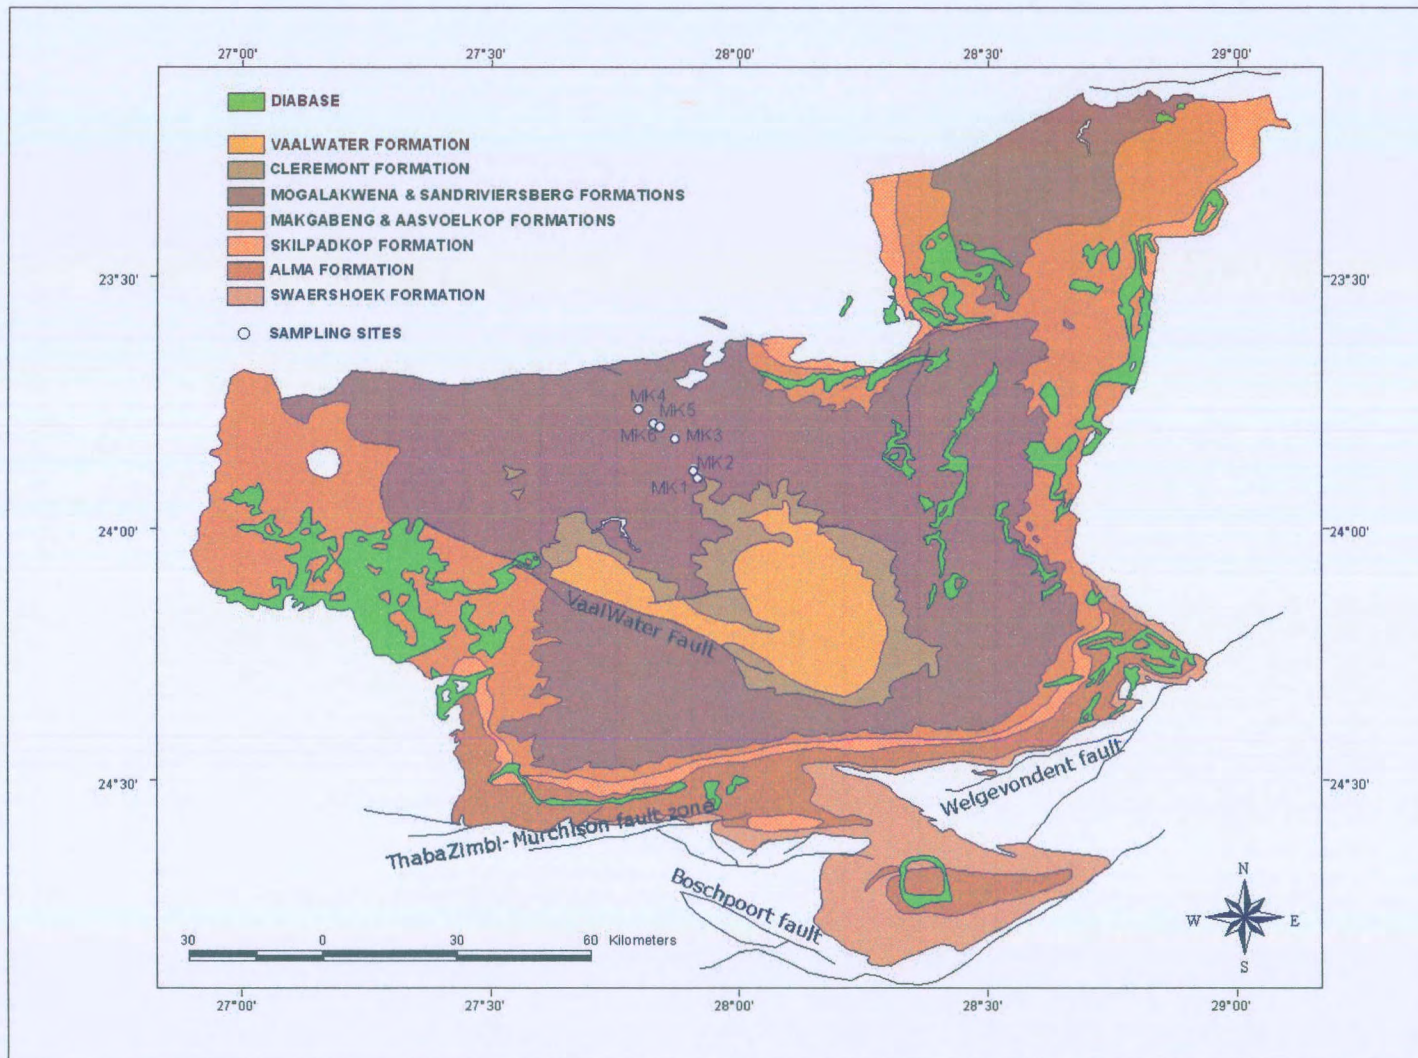 27°00'
27°30'
28°00'
28°30'
29°00'
DIABASE
VAALWATER FORMATION
CLEREMONT FORMATION
MOGALAKWENA & SANDRIVIERSBERG FORMATIONS
MAKGABENG & AASVOELKOP FORMATIONS
SKILPADKOP FORMATION
ALMA FORMATION
SWAERSHOEK FORMATION
SAMPLING SITES
23°30'
23°30'
MK4
MK5
MK6
MK3
MK2
MK1
24°00'
24°00'
VaalWater Fault
24°30'
24°30'
Welgevondent fault
ThabaZimbi-Murchison fault zone
Boschpoort fault
N
W
E
S
30
0
30
60 Kilometers
27°00'
27°30'
28°00'
28°30'
29°00'